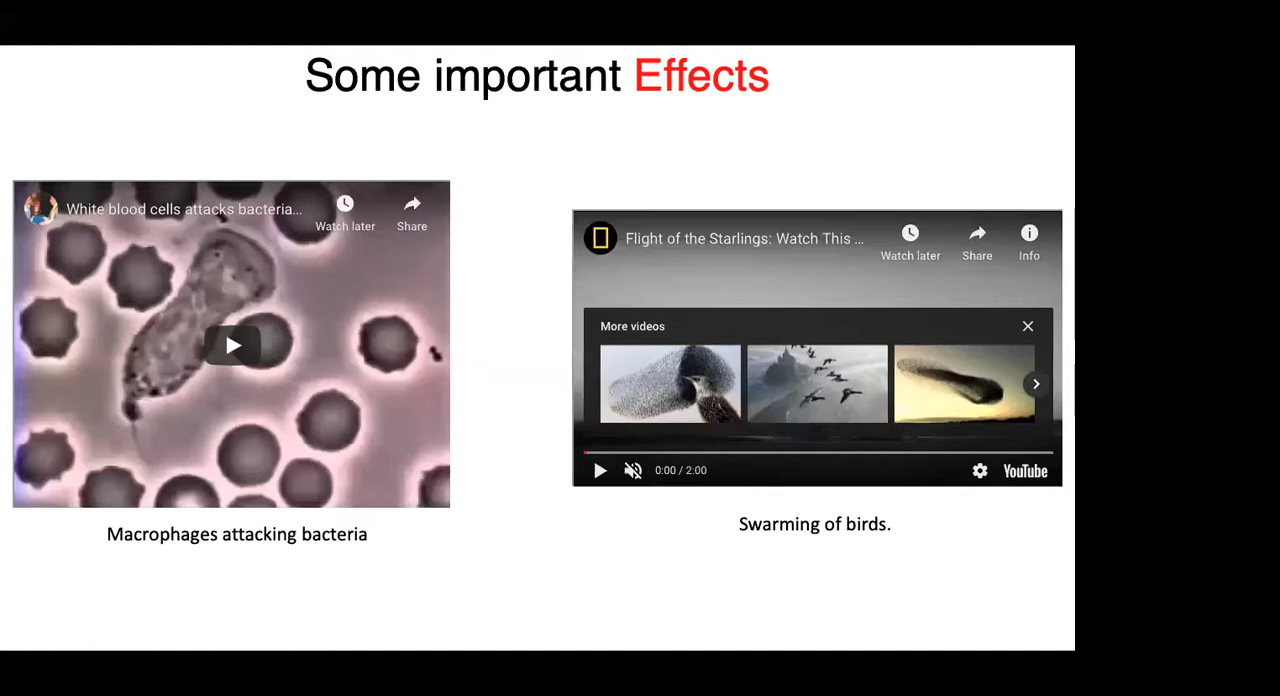 Some important Effects
White blood cells attacks bacteria...
Watch later
Share
Macrophages attacking bacteria
Flight of the Starlings: Watch This ...
Watch later
Share
Info
More videos
0:00 / 2:00
YouTube
Swarming of birds.